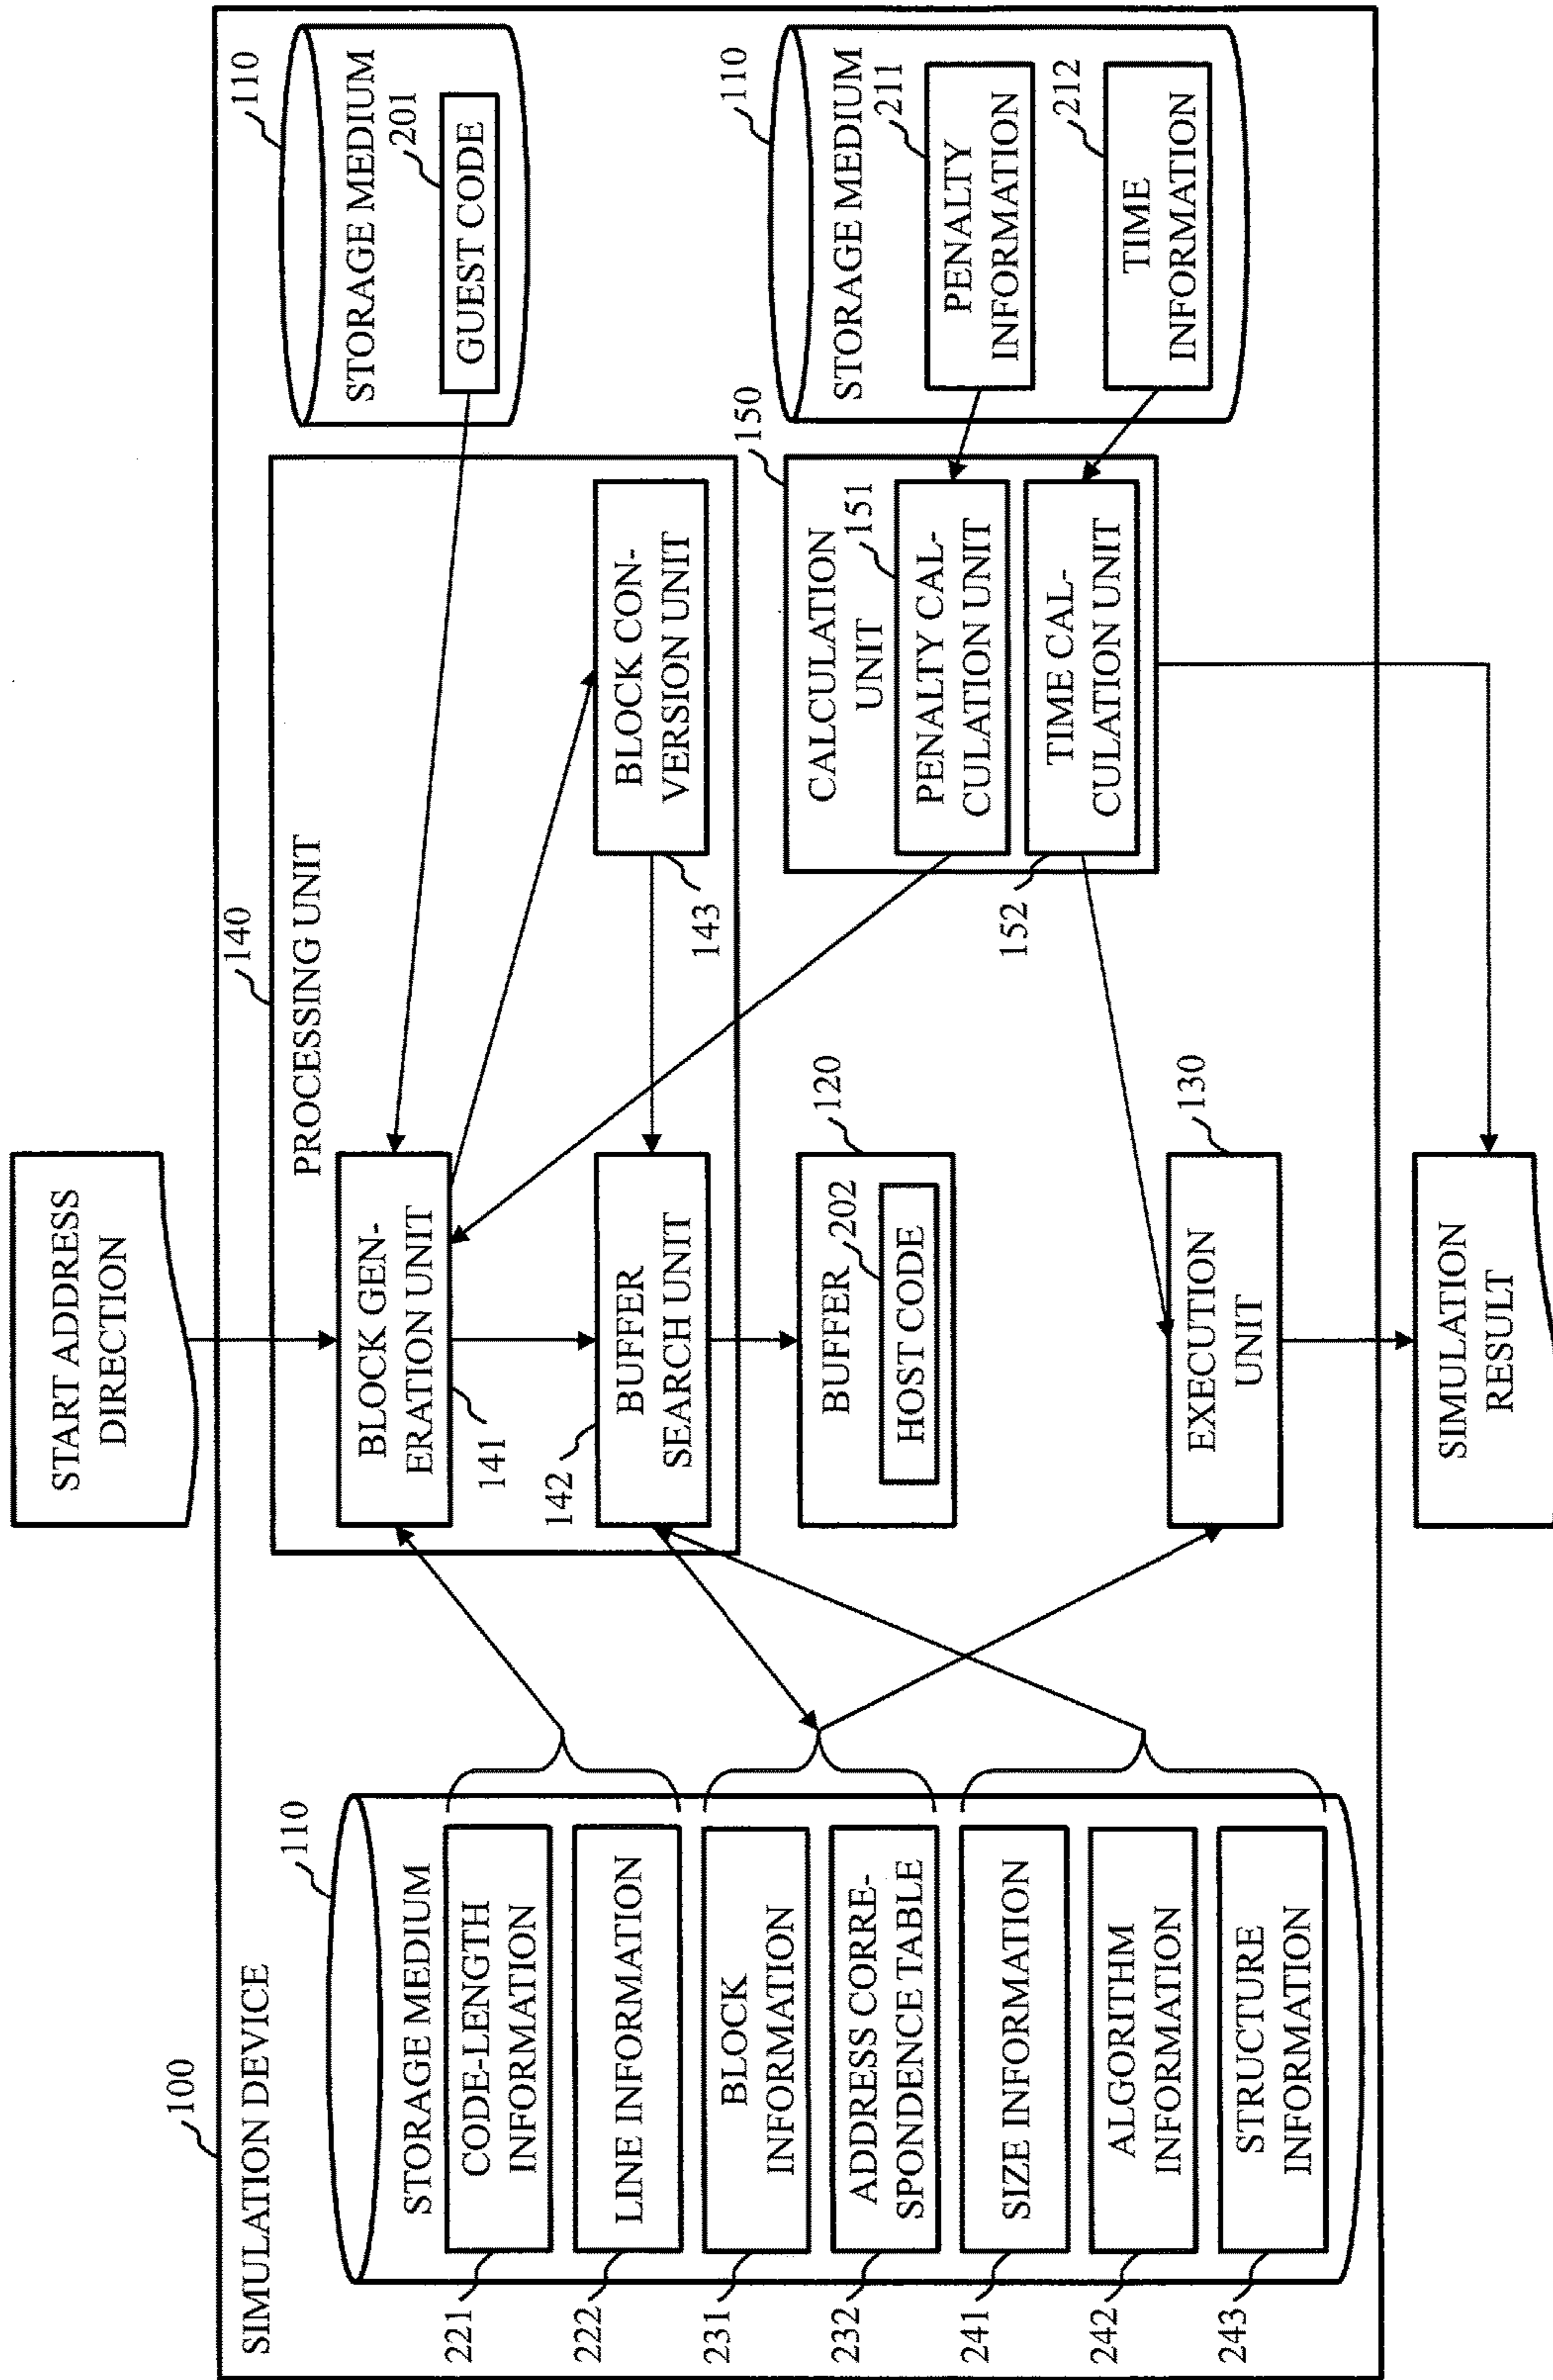 START ADDRESS
DIRECTION
100
SIMULATION DEVICE
110
STORAGE MEDIUM
221
CODE-LENGTH
INFORMATION
222
LINE INFORMATION
231
BLOCK
INFORMATION
232
ADDRESS CORRE-
SPONDENCE TABLE
241
SIZE INFORMATION
242
ALGORITHM
INFORMATION
243
STRUCTURE
INFORMATION
140
PROCESSING UNIT
BLOCK GEN-
ERATION UNIT
141
142
BUFFER
SEARCH UNIT
BLOCK CON-
VERSION UNIT
143
120
BUFFER
202
HOST CODE
130
EXECUTION
UNIT
150
CALCULATION
UNIT
151
PENALTY CAL-
CULATION UNIT
152
TIME CAL-
CULATION UNIT
110
STORAGE MEDIUM
201
GUEST CODE
110
STORAGE MEDIUM
211
PENALTY
INFORMATION
212
TIME
INFORMATION
SIMULATION
RESULT